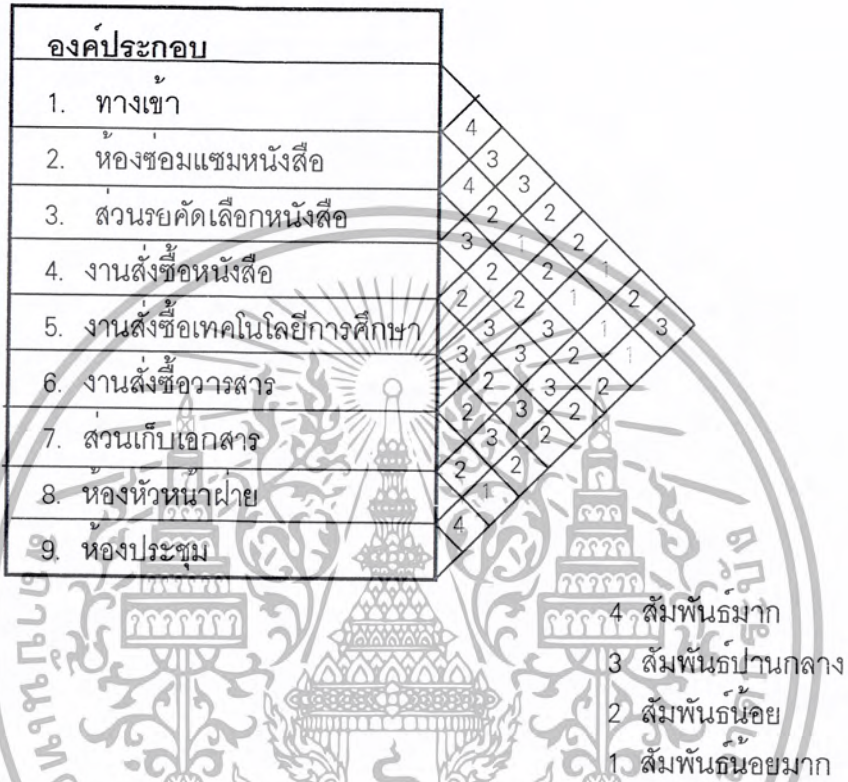 องค์ประกอบ
1. ทางเข้า
4
2. ห้องซ่อมแซมหนังสือ
3
4 3
3. ส่วนรยคัดเลือกหนังสือ
2 2
3 1 2
4. งานสั่งซื้อหนังสือ
2 2 1
2 2 1 2
5. งานสั่งซื้อเทคโนโลยีการศึกษา
3 3 1 3
3 3 2 1
6. งานสั่งซื้อวารสาร
2 3 2
2 3 2
7. ส่วนเก็บเอกสาร
3 2
2 2
8. ห้องหัวหน้าฝ่าย
1
4
9. ห้องประชุม
4 สัมพันธ์มาก
3 สัมพันธ์ปานกลาง
2 สัมพันธ์น้อย
1 สัมพันธ์น้อยมาก